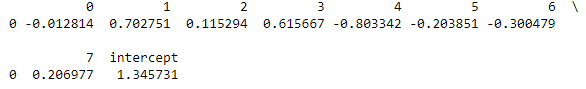 0 1 2 3 4 5 6 \
0 -0.012814 0.702751 0.115294 0.615667 -0.803342 -0.203851 -0.300479
7 intercept
0 0.206977 1.345731